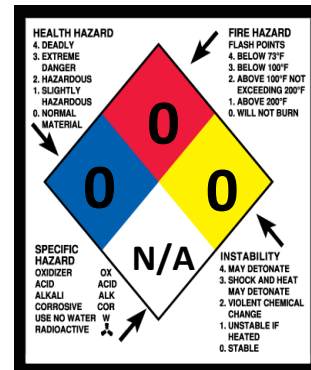 HEALTH HAZARD
4. DEADLY
3. EXTREME
DANGER
2. HAZARDOUS
1. SLIGHTLY
HAZARDOUS
0. NORMAL
MATERIAL
FIRE HAZARD
FLASH POINTS
4. BELOW 73°F
3. BELOW 100°F
2. ABOVE 100°F NOT
EXCEEDING 200°F
1. ABOVE 200°F
0. WILL NOT BURN
0
0
0
N/A
SPECIFIC
HAZARD
OXIDIZER OX
ACID ACID
ALKALI ALK
CORROSIVE COR
USE NO WATER W
RADIOACTIVE
INSTABILITY
4. MAY DETONATE
3. SHOCK AND HEAT
MAY DETONATE
2. VIOLENT CHEMICAL
CHANGE
1. UNSTABLE IF
HEATED
0. STABLE